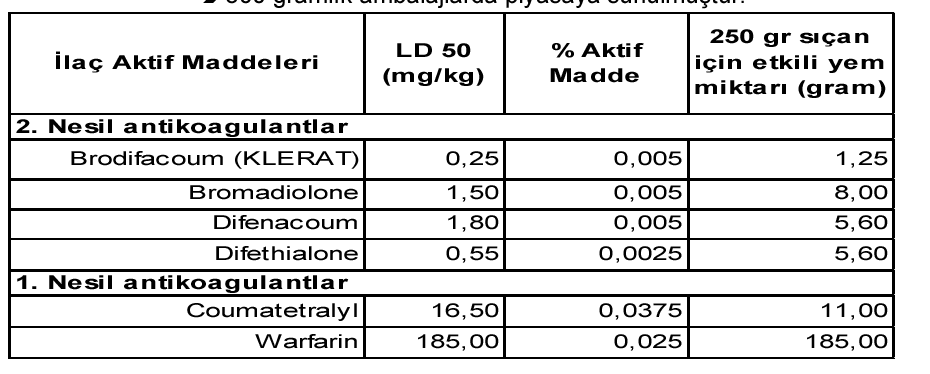 500 gramlık ambalajlarda piyasaya sunulmuştur.
İlaç Aktif Maddeleri LD 50 (mg/kg) % Aktif Madde 250 gr sıçan için etkili yem miktarı (gram)
2. Nesil antikoagulantlar
Brodifacoum (KLERAT) 0,25 0,005 1,25
Bromadiolone 1,50 0,005 8,00
Difenacoum 1,80 0,005 5,60
Difethialone 0,55 0,0025 5,60
1. Nesil antikoagulantlar
Coumatetralyl 16,50 0,0375 11,00
Warfarin 185,00 0,025 185,00